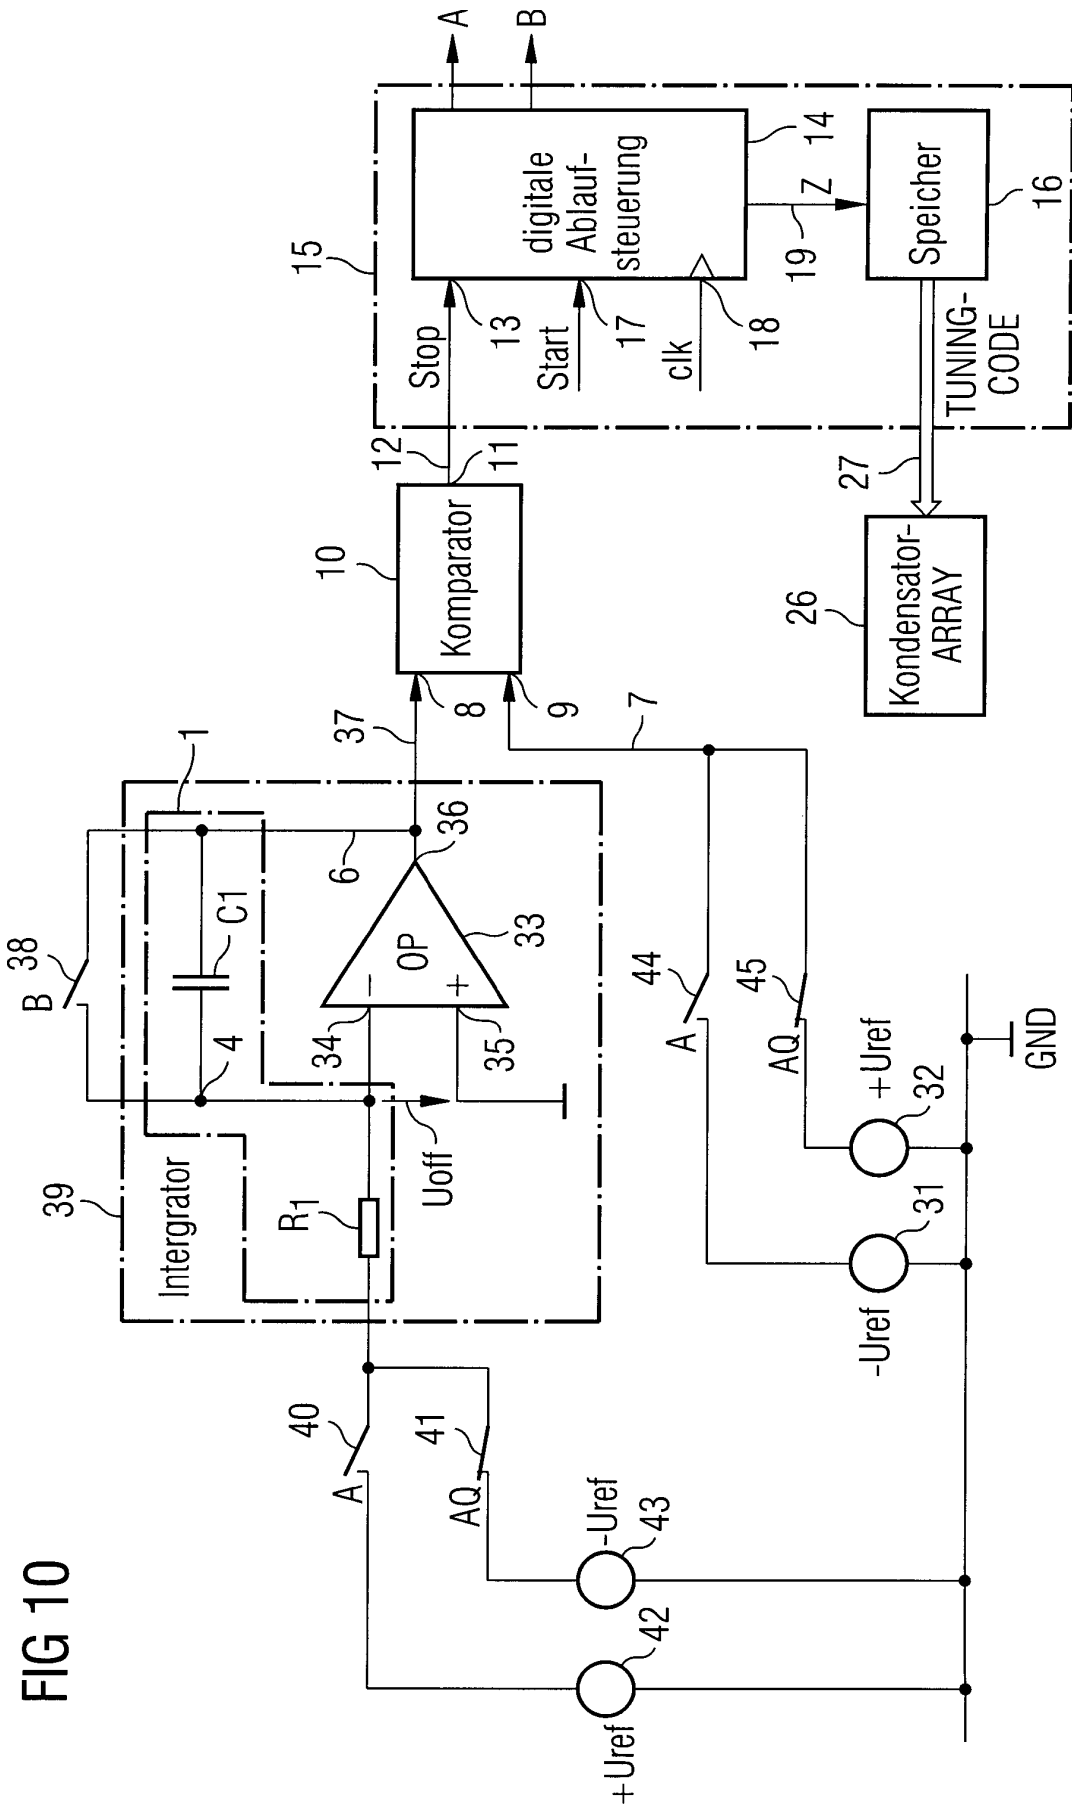 FIG 10
39
Intergrator
R1
Uoff
B
38
4
C1
1
6
34
35
OP
−
+
33
36
37
8
9
10
Komparator
11
12
Stop
13
Start
17
clk
18
15
digitale
Ablauf-
steuerung
A
B
14
19
Z
Speicher
16
TUNING-
CODE
27
26
Kondensator-
ARRAY
7
40
A
41
AQ
44
A
45
AQ
+Uref
42
-Uref
43
-Uref
31
+Uref
32
GND